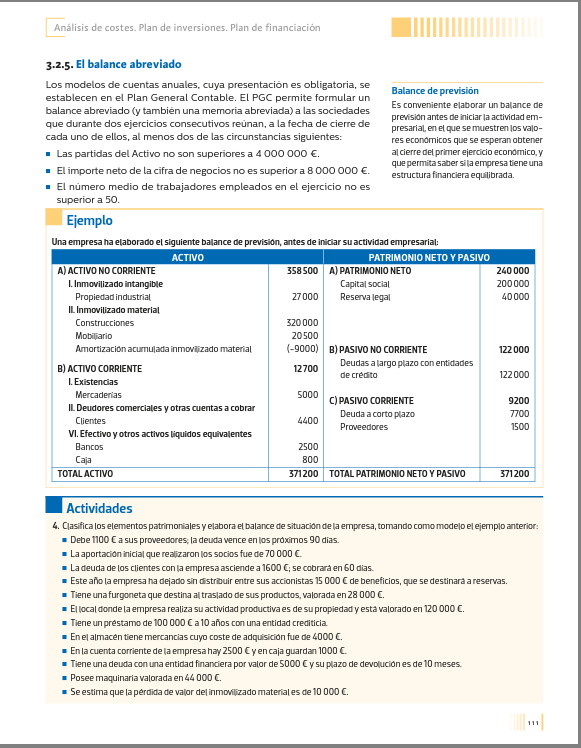 Análisis de costes. Plan de inversiones. Plan de financiación
3.2.5. El balance abreviado
Los modelos de cuentas anuales, cuya presentación es obligatoria, se
establecen en el Plan General Contable. El PGC permite formular un
balance abreviado (y también una memoria abreviada) a las sociedades
que durante dos ejercicios consecutivos reúnan, a la fecha de cierre de
cada uno de ellos, al menos dos de las circunstancias siguientes:
Las partidas del Activo no son superiores a 4 000 000 €.
El importe neto de la cifra de negocios no es superior a 8 000 000 €.
El número medio de trabajadores empleados en el ejercicio no es
superior a 50.
Balance de previsión
Es conveniente elaborar un balance de
previsión antes de iniciar la actividad em-
presarial, en el que se muestren los valo-
res económicos que se esperan obtener
al cierre del primer ejercicio económico, y
que permita saber si la empresa tiene una
estructura financiera equilibrada.
Ejemplo
Una empresa ha elaborado el siguiente balance de previsión, antes de iniciar su actividad empresarial:
ACTIVO PATRIMONIO NETO Y PASIVO
A) ACTIVO NO CORRIENTE 358 500 A) PATRIMONIO NETO 240 000
I. Inmovilizado intangible Capital social 200 000
Propiedad industrial 27 000 Reserva legal 40 000
II. Inmovilizado material
Construcciones 320 000
Mobiliario 20 500
Amortización acumulada inmovilizado material (–9000) B) PASIVO NO CORRIENTE 122 000
Deudas a largo plazo con entidades
B) ACTIVO CORRIENTE 12 700 de crédito 122 000
I. Existencias
Mercaderías 5000 C) PASIVO CORRIENTE 9200
II. Deudores comerciales y otras cuentas a cobrar Deuda a corto plazo 7700
Clientes 4400 Proveedores 1500
VI. Efectivo y otros activos líquidos equivalentes
Bancos 2500
Caja 800
TOTAL ACTIVO 371 200 TOTAL PATRIMONIO NETO Y PASIVO 371 200
Actividades
4. Clasifica los elementos patrimoniales y elabora el balance de situación de la empresa, tomando como modelo el ejemplo anterior:
Debe 1100 € a sus proveedores; la deuda vence en los próximos 90 días.
La aportación inicial que realizaron los socios fue de 70 000 €.
La deuda de los clientes con la empresa asciende a 1600 €; se cobrará en 60 días.
Este año la empresa ha dejado sin distribuir entre sus accionistas 15 000 € de beneficios, que se destinará a reservas.
Tiene una furgoneta que destina al traslado de sus productos, valorada en 28 000 €.
El local donde la empresa realiza su actividad productiva es de su propiedad y está valorado en 120 000 €.
Tiene un préstamo de 100 000 € a 10 años con una entidad crediticia.
En el almacén tiene mercancías cuyo coste de adquisición fue de 4000 €.
En la cuenta corriente de la empresa hay 2500 € y en caja guardan 1000 €.
Tiene una deuda con una entidad financiera por valor de 5000 € y su plazo de devolución es de 10 meses.
Posee maquinaria valorada en 44 000 €.
Se estima que la pérdida de valor del inmovilizado material es de 10 000 €.
111